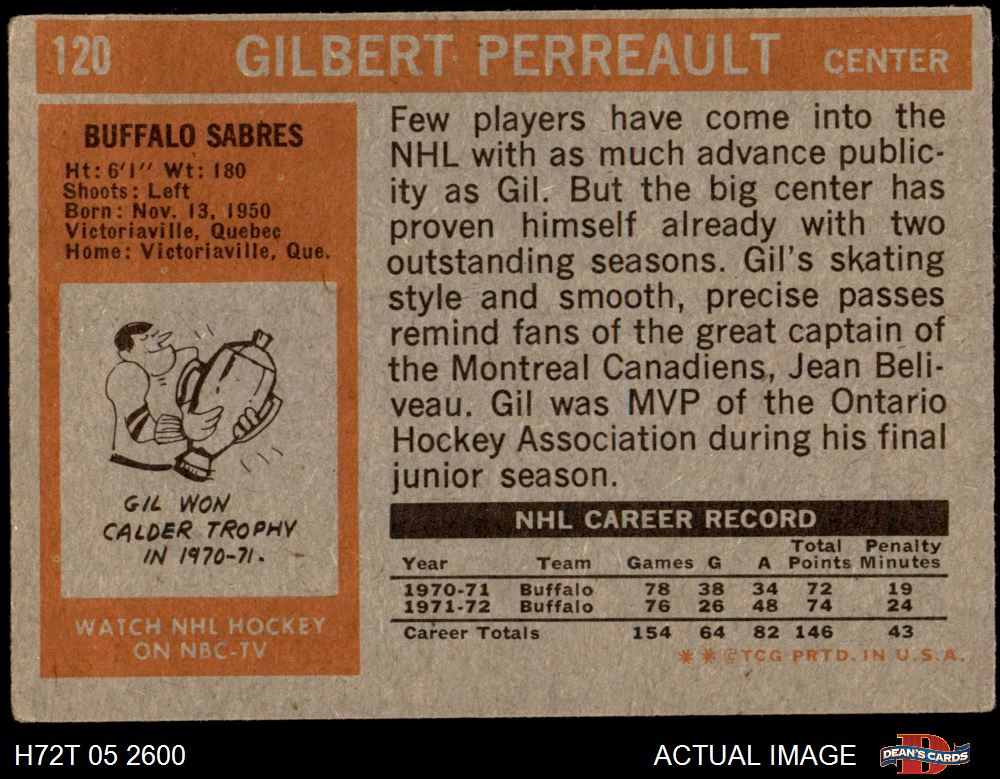 120 GILBERT PERREAULT CENTER
BUFFALO SABRES
Ht: 6'1" Wt: 180
Shoots: Left
Born: Nov. 13, 1950
Victoriaville, Quebec
Home: Victoriaville, Que.
GIL WON
CALDER TROPHY
IN 1970-71.
WATCH NHL HOCKEY
ON NBC-TV
Few players have come into the
NHL with as much advance public-
ity as Gil. But the big center has
proven himself already with two
outstanding seasons. Gil's skating
style and smooth, precise passes
remind fans of the great captain of
the Montreal Canadiens, Jean Beli-
veau. Gil was MVP of the Ontario
Hockey Association during his final
junior season.
NHL CAREER RECORD
Year Team Games G A Total Points Penalty Minutes
1970-71 Buffalo 78 38 34 72 19
1971-72 Buffalo 76 26 48 74 24
Career Totals 154 64 82 146 43
* * ©TCG PRTD. IN U.S.A.
H72T 05 2600 ACTUAL IMAGE DEAN'S CARDS